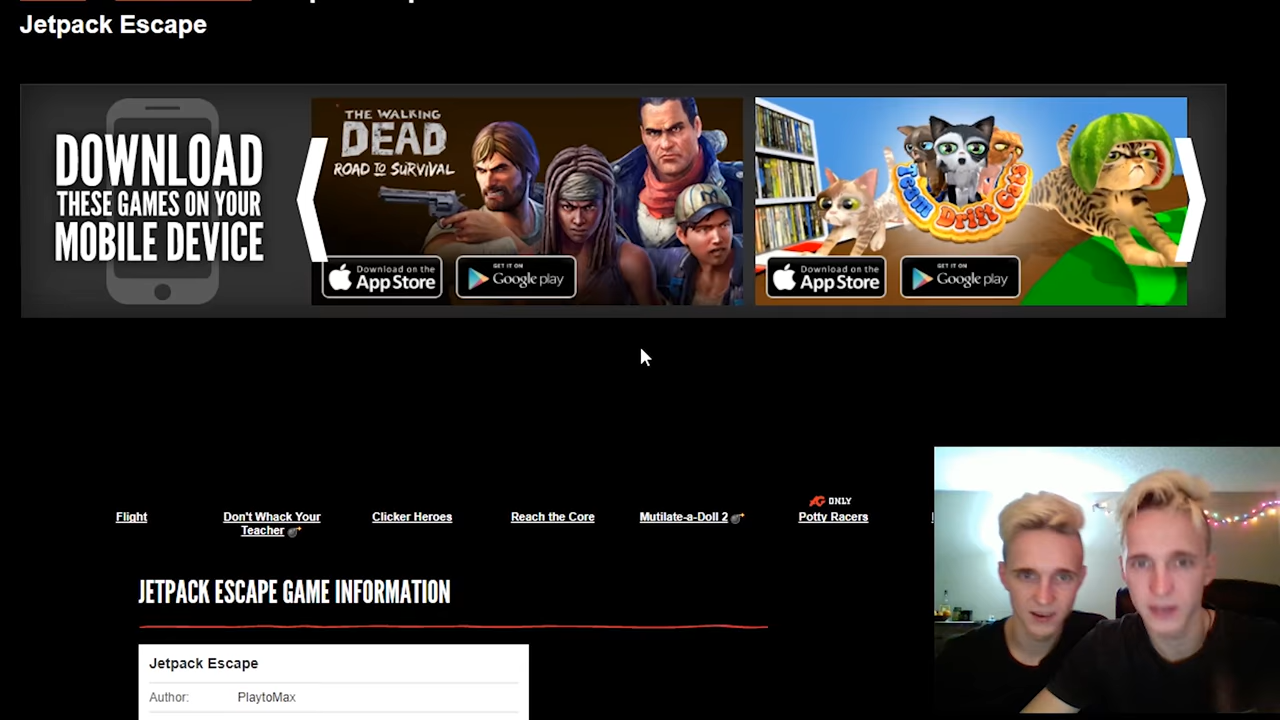 Jetpack Escape
DOWNLOAD
THESE GAMES ON YOUR
MOBILE DEVICE
THE WALKING
DEAD
ROAD TO SURVIVAL
Download on the
App Store
GET IT ON
Google play
Team Drift Cats
Download on the
App Store
GET IT ON
Google play
Flight
Don't Whack Your
Teacher
Clicker Heroes
Reach the Core
Mutilate-a-Doll 2
AG ONLY
Potty Racers
JETPACK ESCAPE GAME INFORMATION
Jetpack Escape
Author: PlaytoMax